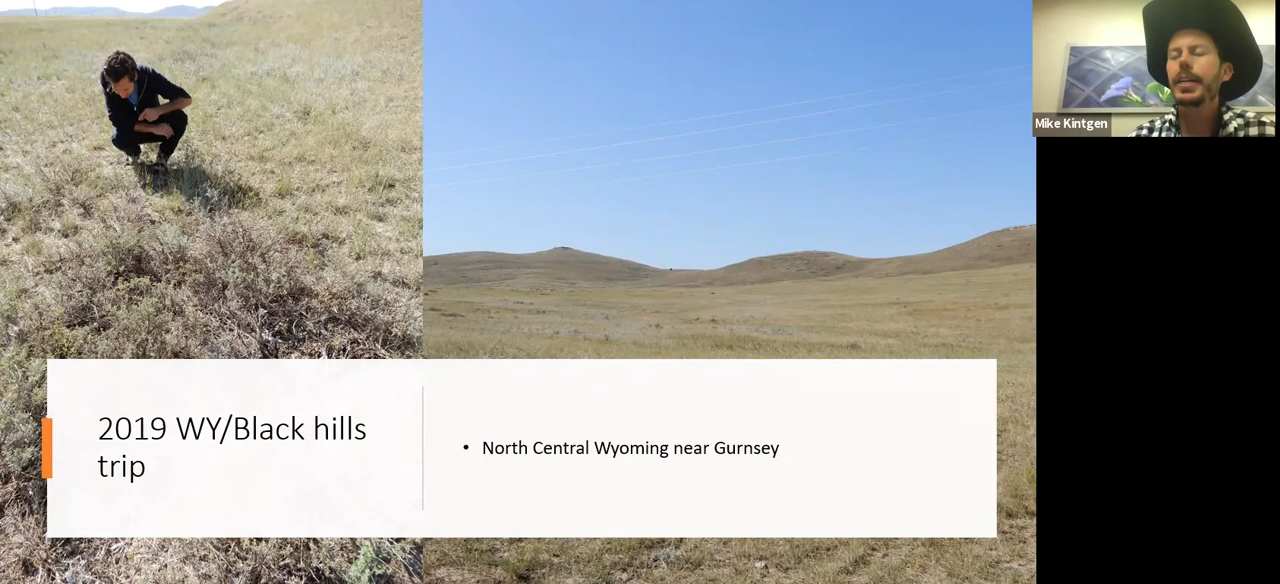 Mike Kintgen
2019 WY/Black hills
trip
• North Central Wyoming near Gurnsey